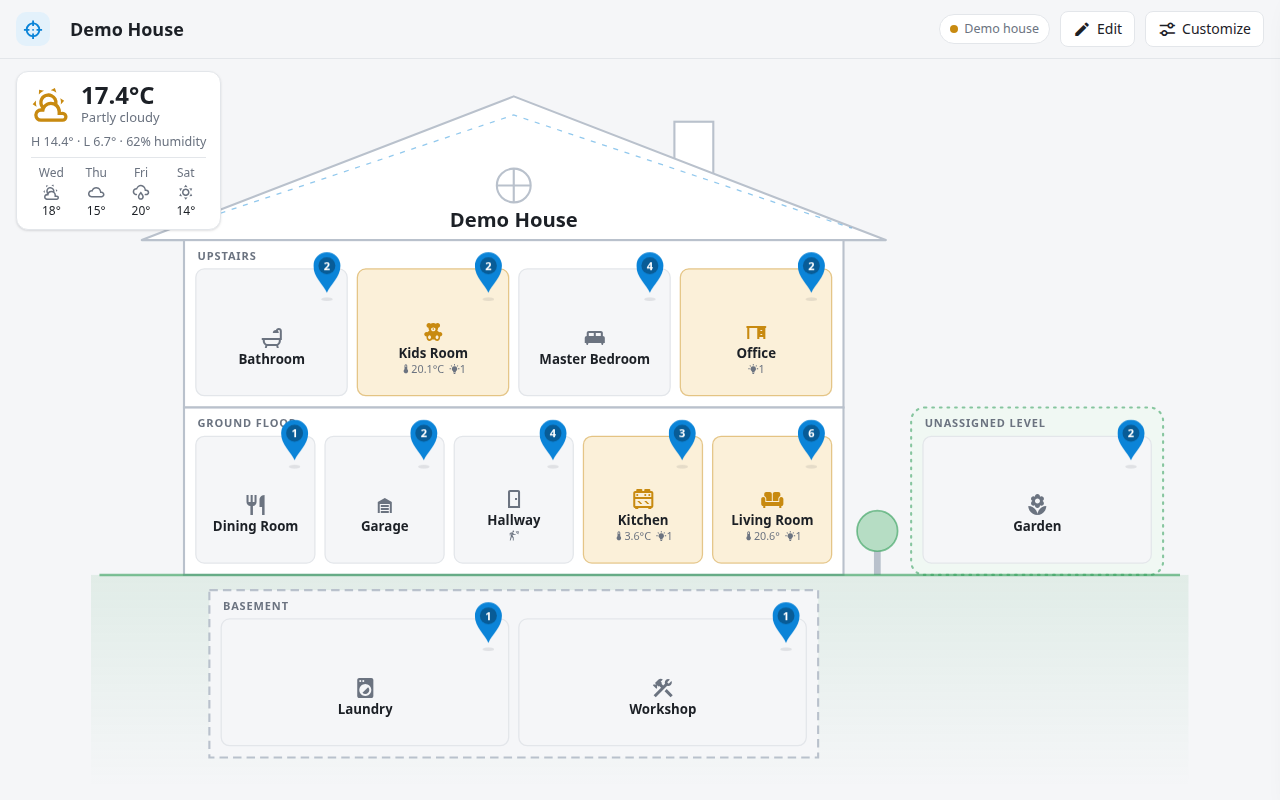 Demo House
Demo house
Edit
Customize
17.4°C
Partly cloudy
H 14.4° · L 6.7° · 62% humidity
Wed Thu Fri Sat
18° 15° 20° 14°
Demo House
UPSTAIRS
2 2 4 2
Bathroom
Kids Room
20.1°C 1
Master Bedroom
Office
1
GROUND FLOOR
1 2 4 3 6
Dining Room
Garage
Hallway
Kitchen
3.6°C 1
Living Room
20.6° 1
UNASSIGNED LEVEL
2
Garden
BASEMENT
1 1
Laundry
Workshop